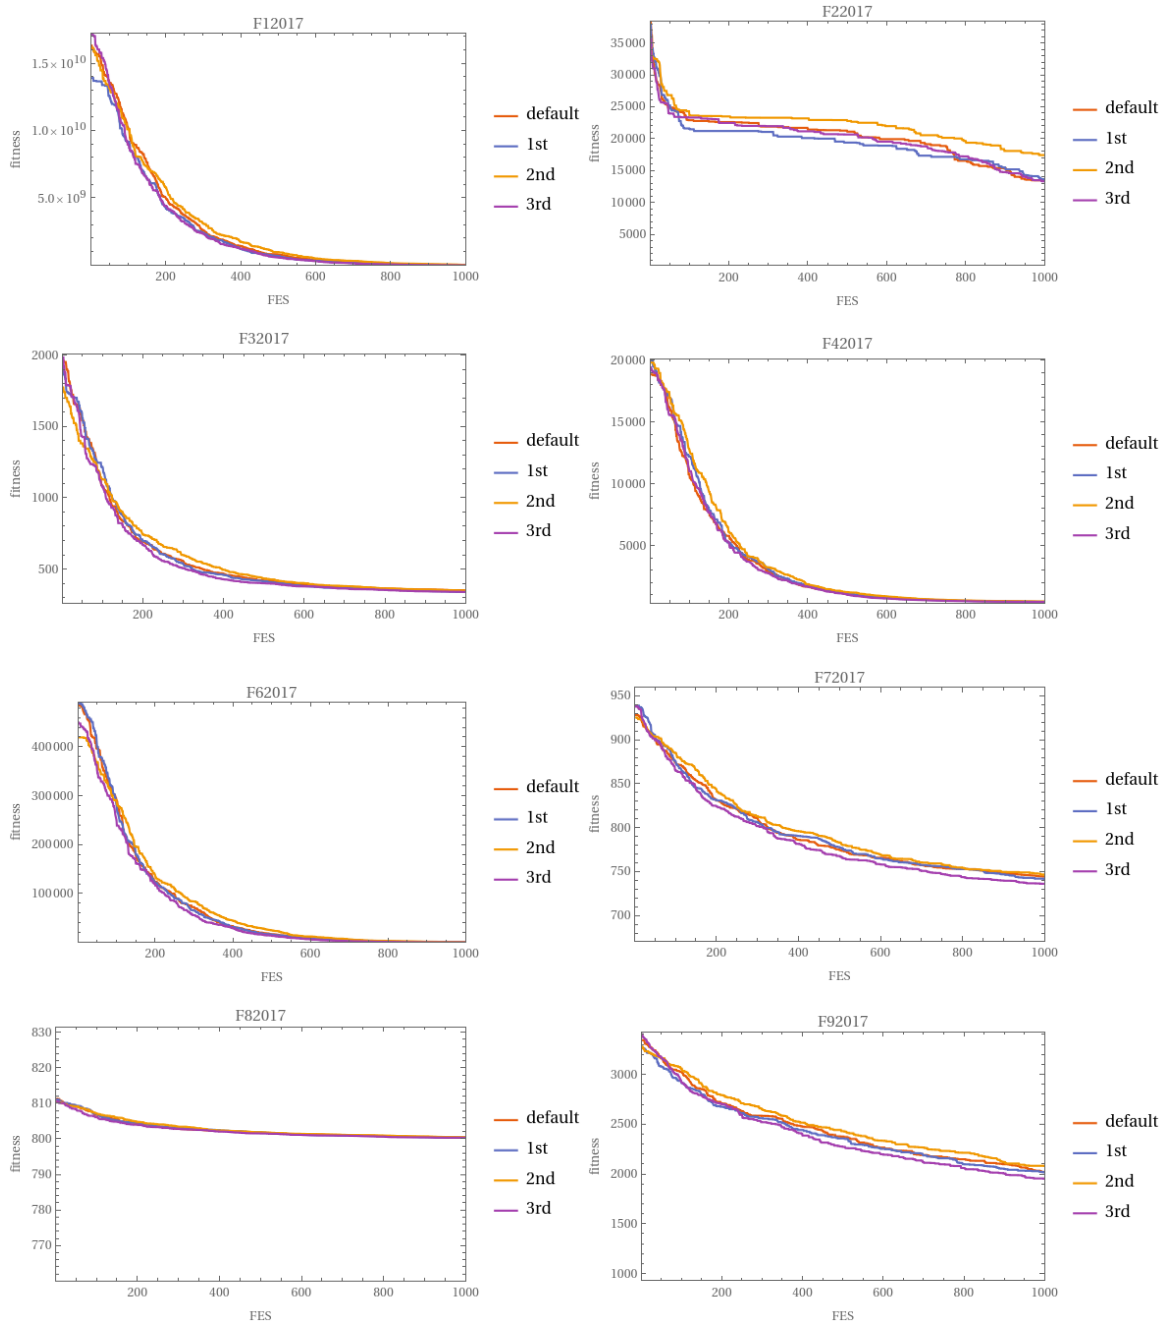 F12017
1.5×10^10
1.0×10^10
5.0×10^9
fitness
200 400 600 800 1000
FES
default
1st
2nd
3rd
F22017
35000
30000
25000
20000
15000
10000
5000
fitness
200 400 600 800 1000
FES
default
1st
2nd
3rd
F32017
2000
1500
1000
500
fitness
200 400 600 800 1000
FES
default
1st
2nd
3rd
F42017
20000
15000
10000
5000
fitness
200 400 600 800 1000
FES
default
1st
2nd
3rd
F62017
400000
300000
200000
100000
fitness
200 400 600 800 1000
FES
default
1st
2nd
3rd
F72017
950
900
850
800
750
700
fitness
200 400 600 800 1000
FES
default
1st
2nd
3rd
F82017
830
820
810
800
790
780
770
fitness
200 400 600 800 1000
FES
default
1st
2nd
3rd
F92017
3000
2500
2000
1500
1000
fitness
200 400 600 800 1000
FES
default
1st
2nd
3rd